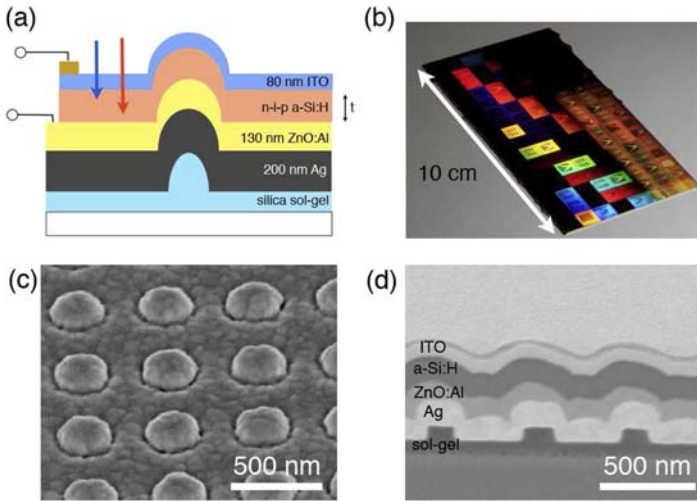 (a)
80 nm ITO
n-i-p a-Si:H
t
130 nm ZnO:Al
200 nm Ag
silica sol-gel
(b)
10 cm
(c)
500 nm
(d)
ITO
a-Si:H
ZnO:Al
Ag
sol-gel
500 nm